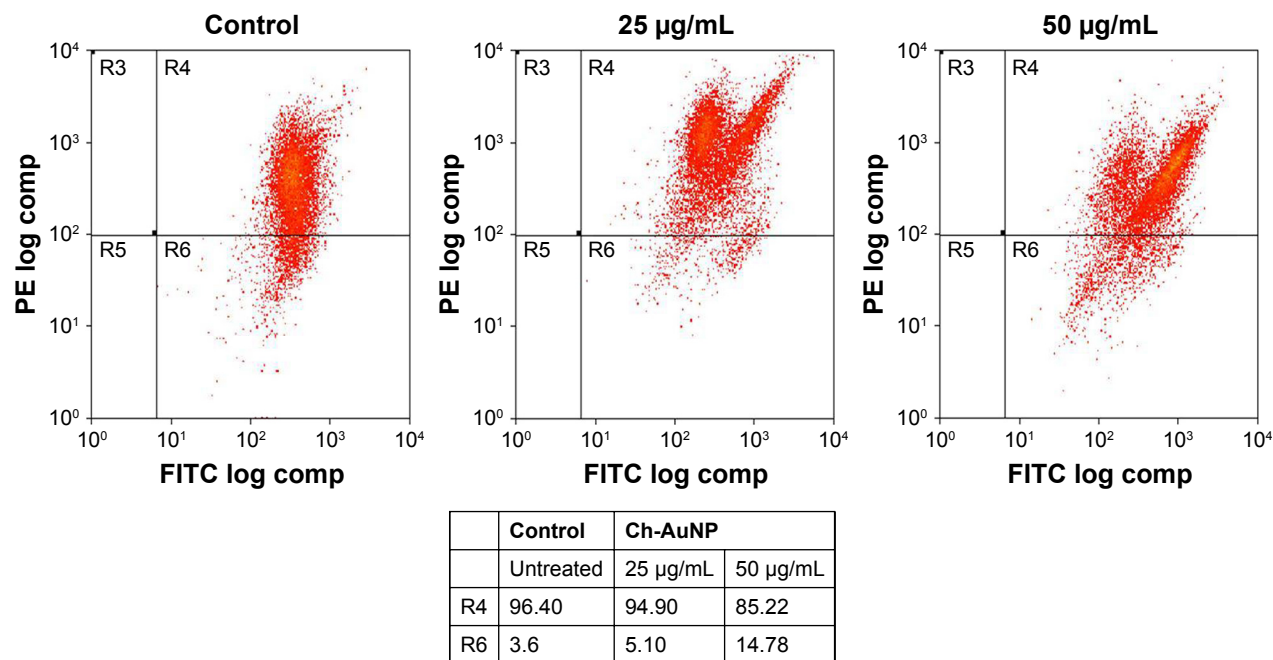 Control
25 µg/mL
50 µg/mL
10⁴
10³
10²
10¹
10⁰
R3
R4
R5
R6
PE log comp
10⁰ 10¹ 10² 10³ 10⁴
FITC log comp
10⁴
10³
10²
10¹
10⁰
R3
R4
R5
R6
PE log comp
10⁰ 10¹ 10² 10³ 10⁴
FITC log comp
10⁴
10³
10²
10¹
10⁰
R3
R4
R5
R6
PE log comp
10⁰ 10¹ 10² 10³ 10⁴
FITC log comp
Control Ch-AuNP
Untreated 25 µg/mL 50 µg/mL
R4 96.40 94.90 85.22
R6 3.6 5.10 14.78